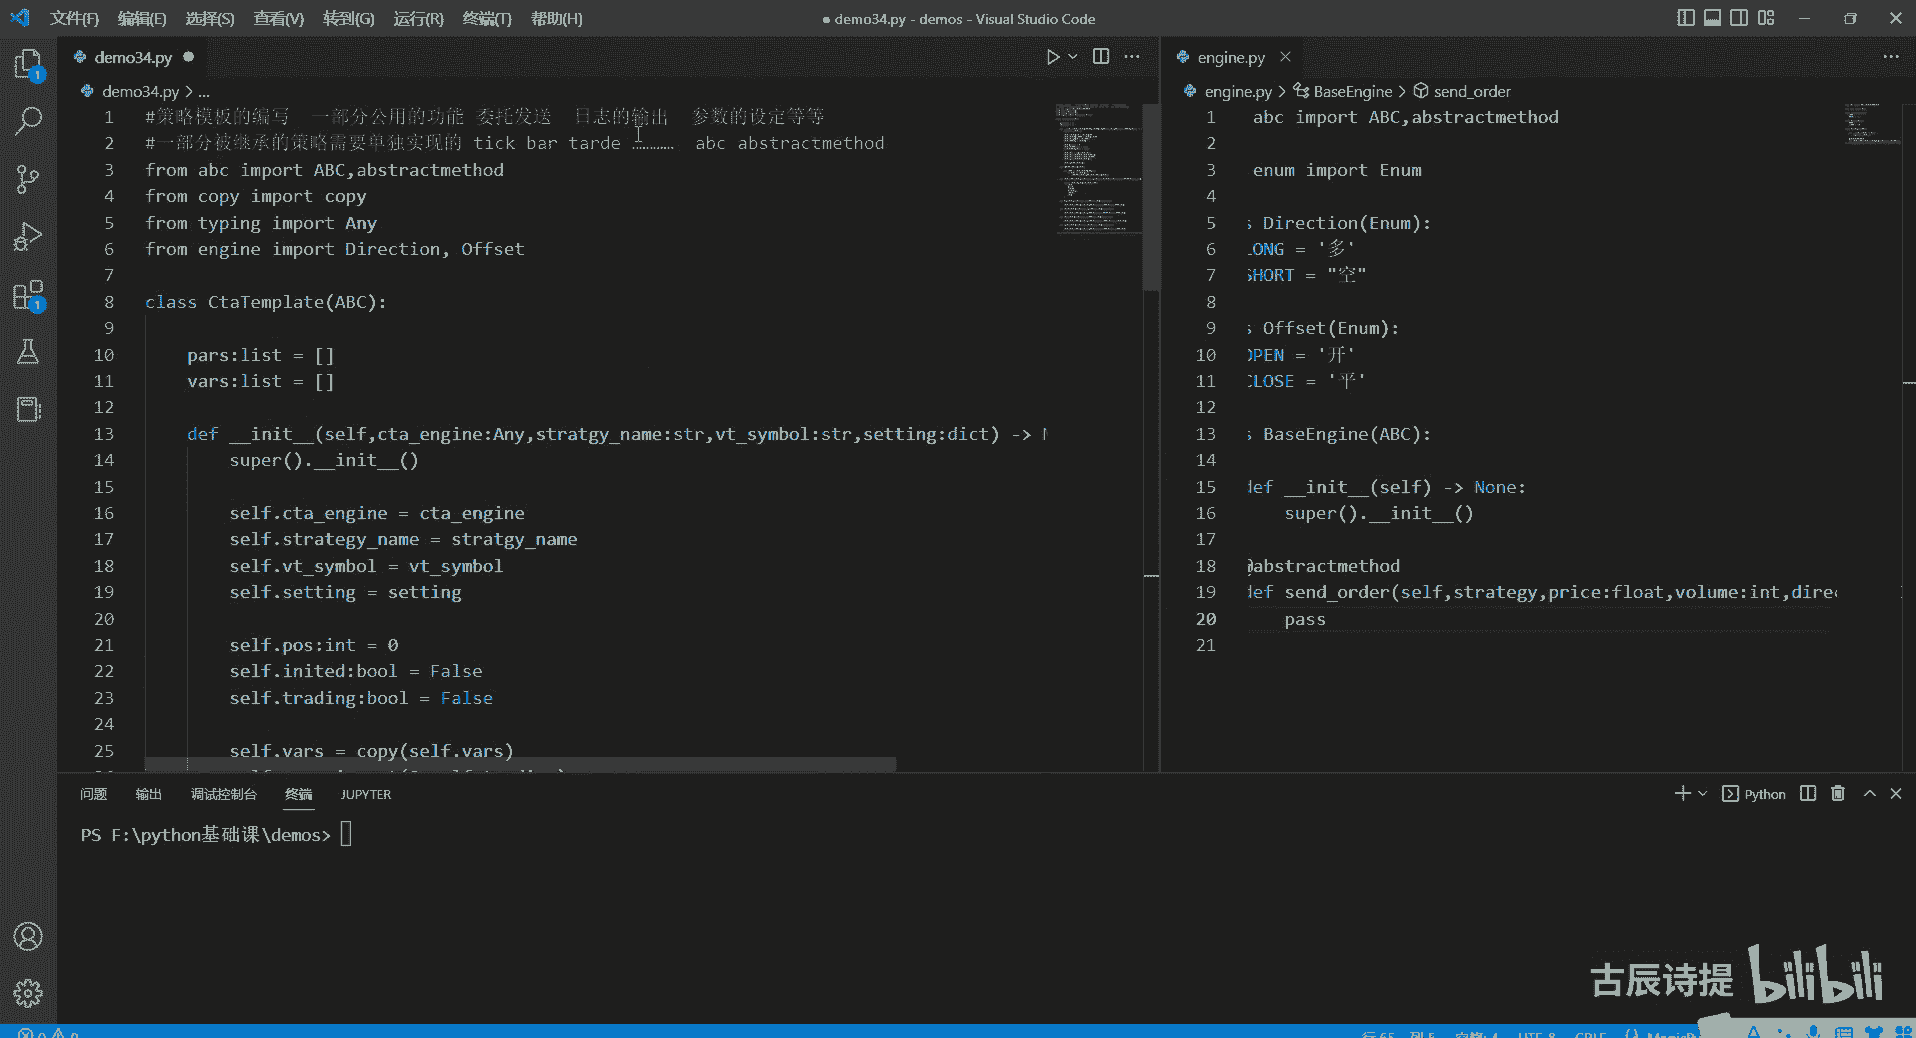 文件(F) 编辑(E) 选择(S) 查看(V) 转到(G) 运行(R) 终端(T) 帮助(H)
● demo34.py - demos - Visual Studio Code
demo34.py
demo34.py > ...
1 #策略模板的编写 一部分公用的功能 委托发送 日志的输出 参数的设定等等
2 #一部分被继承的策略需要单独实现的 tick bar tarde ………… abc abstractmethod
3 from abc import ABC,abstractmethod
4 from copy import copy
5 from typing import Any
6 from engine import Direction, Offset
7
8 class CtaTemplate(ABC):
9
10 pars:list = []
11 vars:list = []
12
13 def __init__(self,cta_engine:Any,stratgy_name:str,vt_symbol:str,setting:dict) ->
14 super().__init__()
15
16 self.cta_engine = cta_engine
17 self.strategy_name = stratgy_name
18 self.vt_symbol = vt_symbol
19 self.setting = setting
20
21 self.pos:int = 0
22 self.inited:bool = False
23 self.trading:bool = False
24
25 self.vars = copy(self.vars)
engine.py
engine.py > BaseEngine > send_order
1 abc import ABC,abstractmethod
2
3 enum import Enum
4
5 s Direction(Enum):
6 LONG = '多'
7 SHORT = "空"
8
9 s Offset(Enum):
10 OPEN = '开'
11 CLOSE = '平'
12
13 s BaseEngine(ABC):
14
15 def __init__(self) -> None:
16 super().__init__()
17
18 @abstractmethod
19 def send_order(self,strategy,price:float,volume:int,direc
20 pass
21
问题 输出 调试控制台 终端 JUPYTER
Python
PS F:\python基础课\demos>
古辰诗提 bilibili